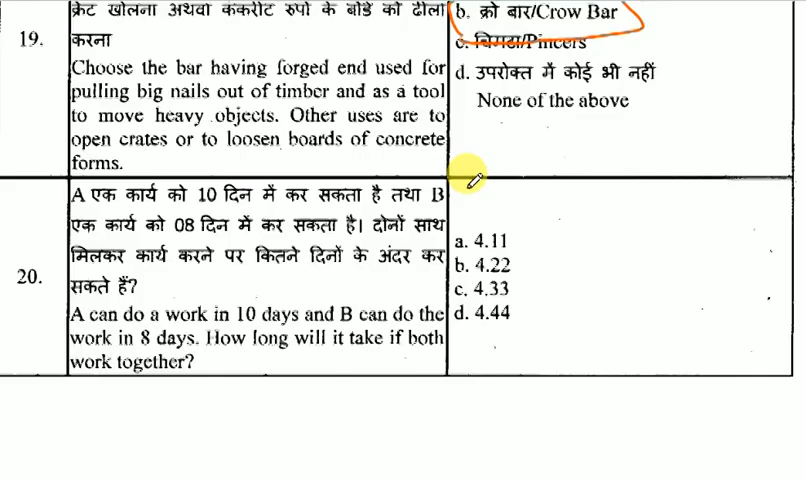 क्रेट खोलना अथवा कंकरीट रुपों के बोर्ड को ढीला
19. करना
Choose the bar having forged end used for
pulling big nails out of timber and as a tool
to move heavy objects. Other uses are to
open crates or to loosen boards of concrete
forms.
b. क्रो बार/Crow Bar
c. चिमटा/Pincers
d. उपरोक्त में कोई भी नहीं
None of the above
20.
A एक कार्य को 10 दिन में कर सकता है तथा B
एक कार्य को 08 दिन में कर सकता है। दोनों साथ
मिलकर कार्य करने पर कितने दिनों के अंदर कर
सकते हैं?
A can do a work in 10 days and B can do the
work in 8 days. How long will it take if both
work together?
a. 4.11
b. 4.22
c. 4.33
d. 4.44